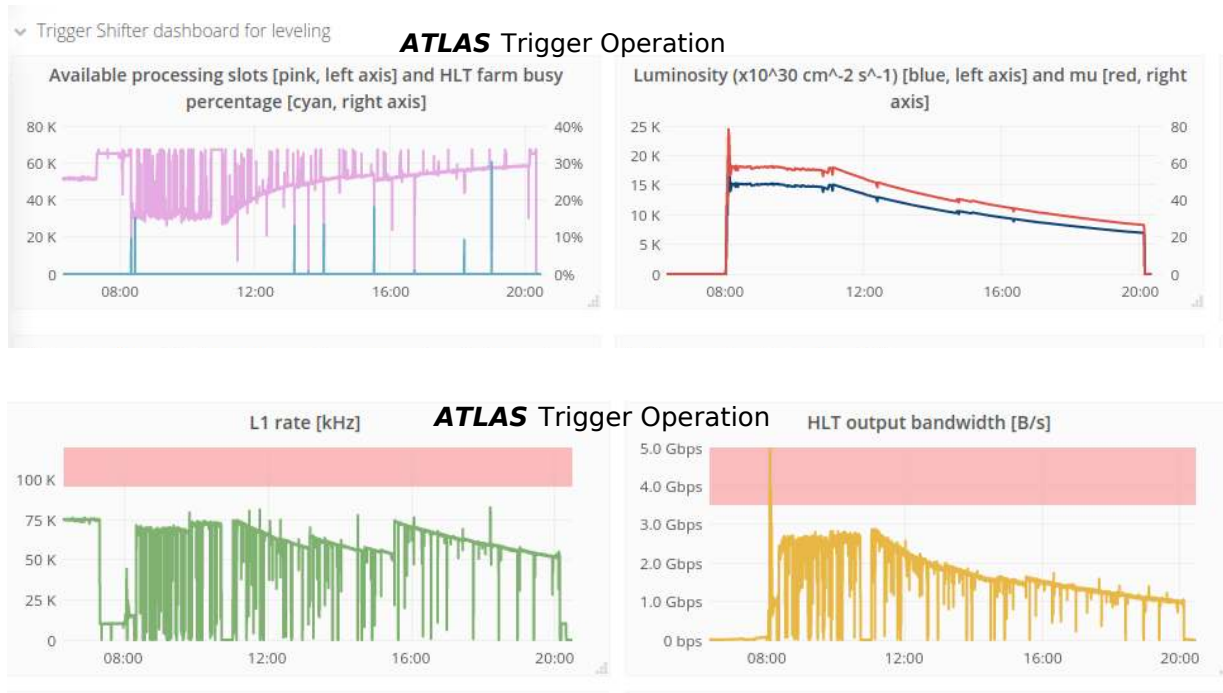 Trigger Shifter dashboard for leveling
ATLAS Trigger Operation
Available processing slots [pink, left axis] and HLT farm busy
percentage [cyan, right axis]
80 K
60 K
40 K
20 K
0
40%
30%
20%
10%
0%
08:00 12:00 16:00 20:00
Luminosity (x10^30 cm^-2 s^-1) [blue, left axis] and mu [red, right
axis]
25 K
20 K
15 K
10 K
5 K
0
80
60
40
20
0
08:00 12:00 16:00 20:00
ATLAS Trigger Operation
L1 rate [kHz]
100 K
75 K
50 K
25 K
0
08:00 12:00 16:00 20:00
HLT output bandwidth [B/s]
5.0 Gbps
4.0 Gbps
3.0 Gbps
2.0 Gbps
1.0 Gbps
0 bps
08:00 12:00 16:00 20:00